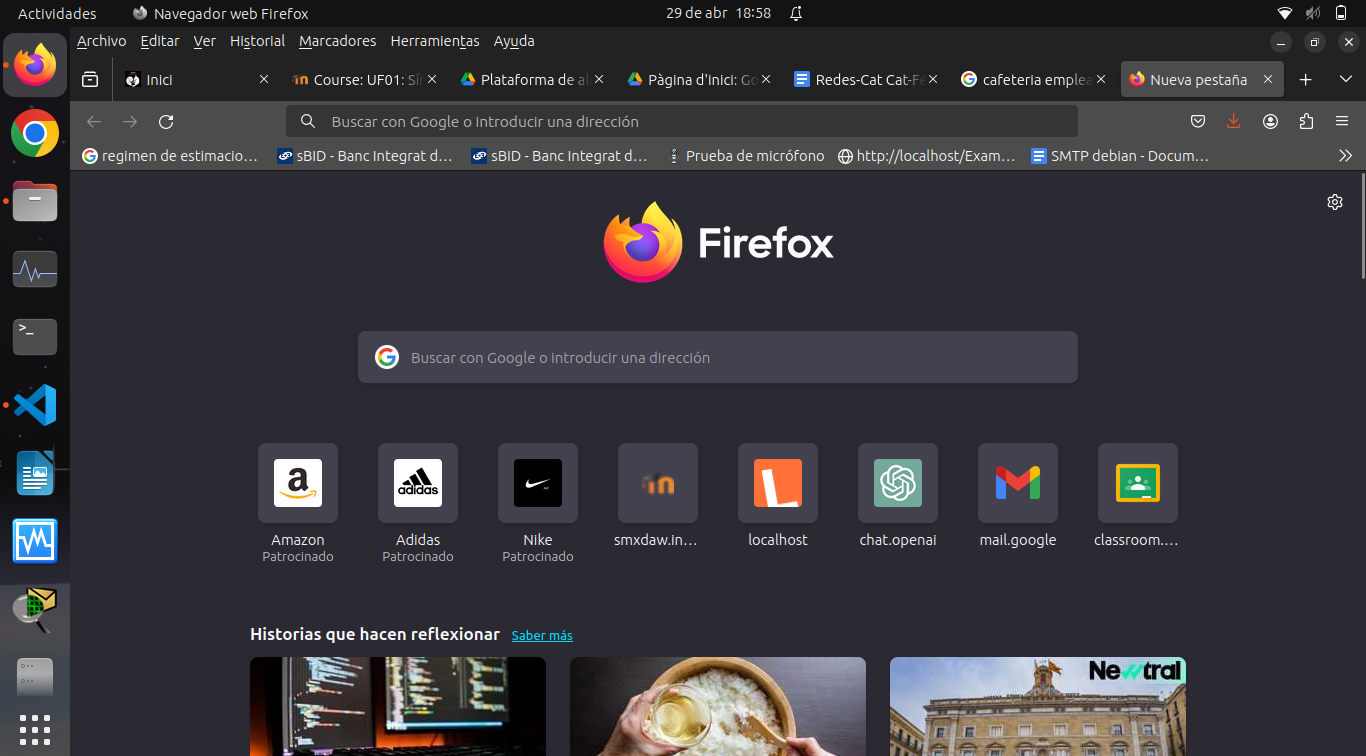 Actividades
Navegador web Firefox
29 de abr 18:58
Archivo Editar Ver Historial Marcadores Herramientas Ayuda
Inici
Course: UF01: Sín
Plataforma de al
Pàgina d'inici: Go
Redes-Cat Cat-Fé
cafeteria emplea
Nueva pestaña
Buscar con Google o introducir una dirección
regimen de estimacio…
sBID - Banc Integrat d…
sBID - Banc Integrat d…
Prueba de micrófono
http://localhost/Exam…
SMTP debian - Docum…
Firefox
Buscar con Google o introducir una dirección
a
adidas
Amazon
Patrocinado
Adidas
Patrocinado
Nike
Patrocinado
smxdaw.in…
localhost
chat.openai
mail.google
classroom.…
Historias que hacen reflexionar
Saber más
Newtral